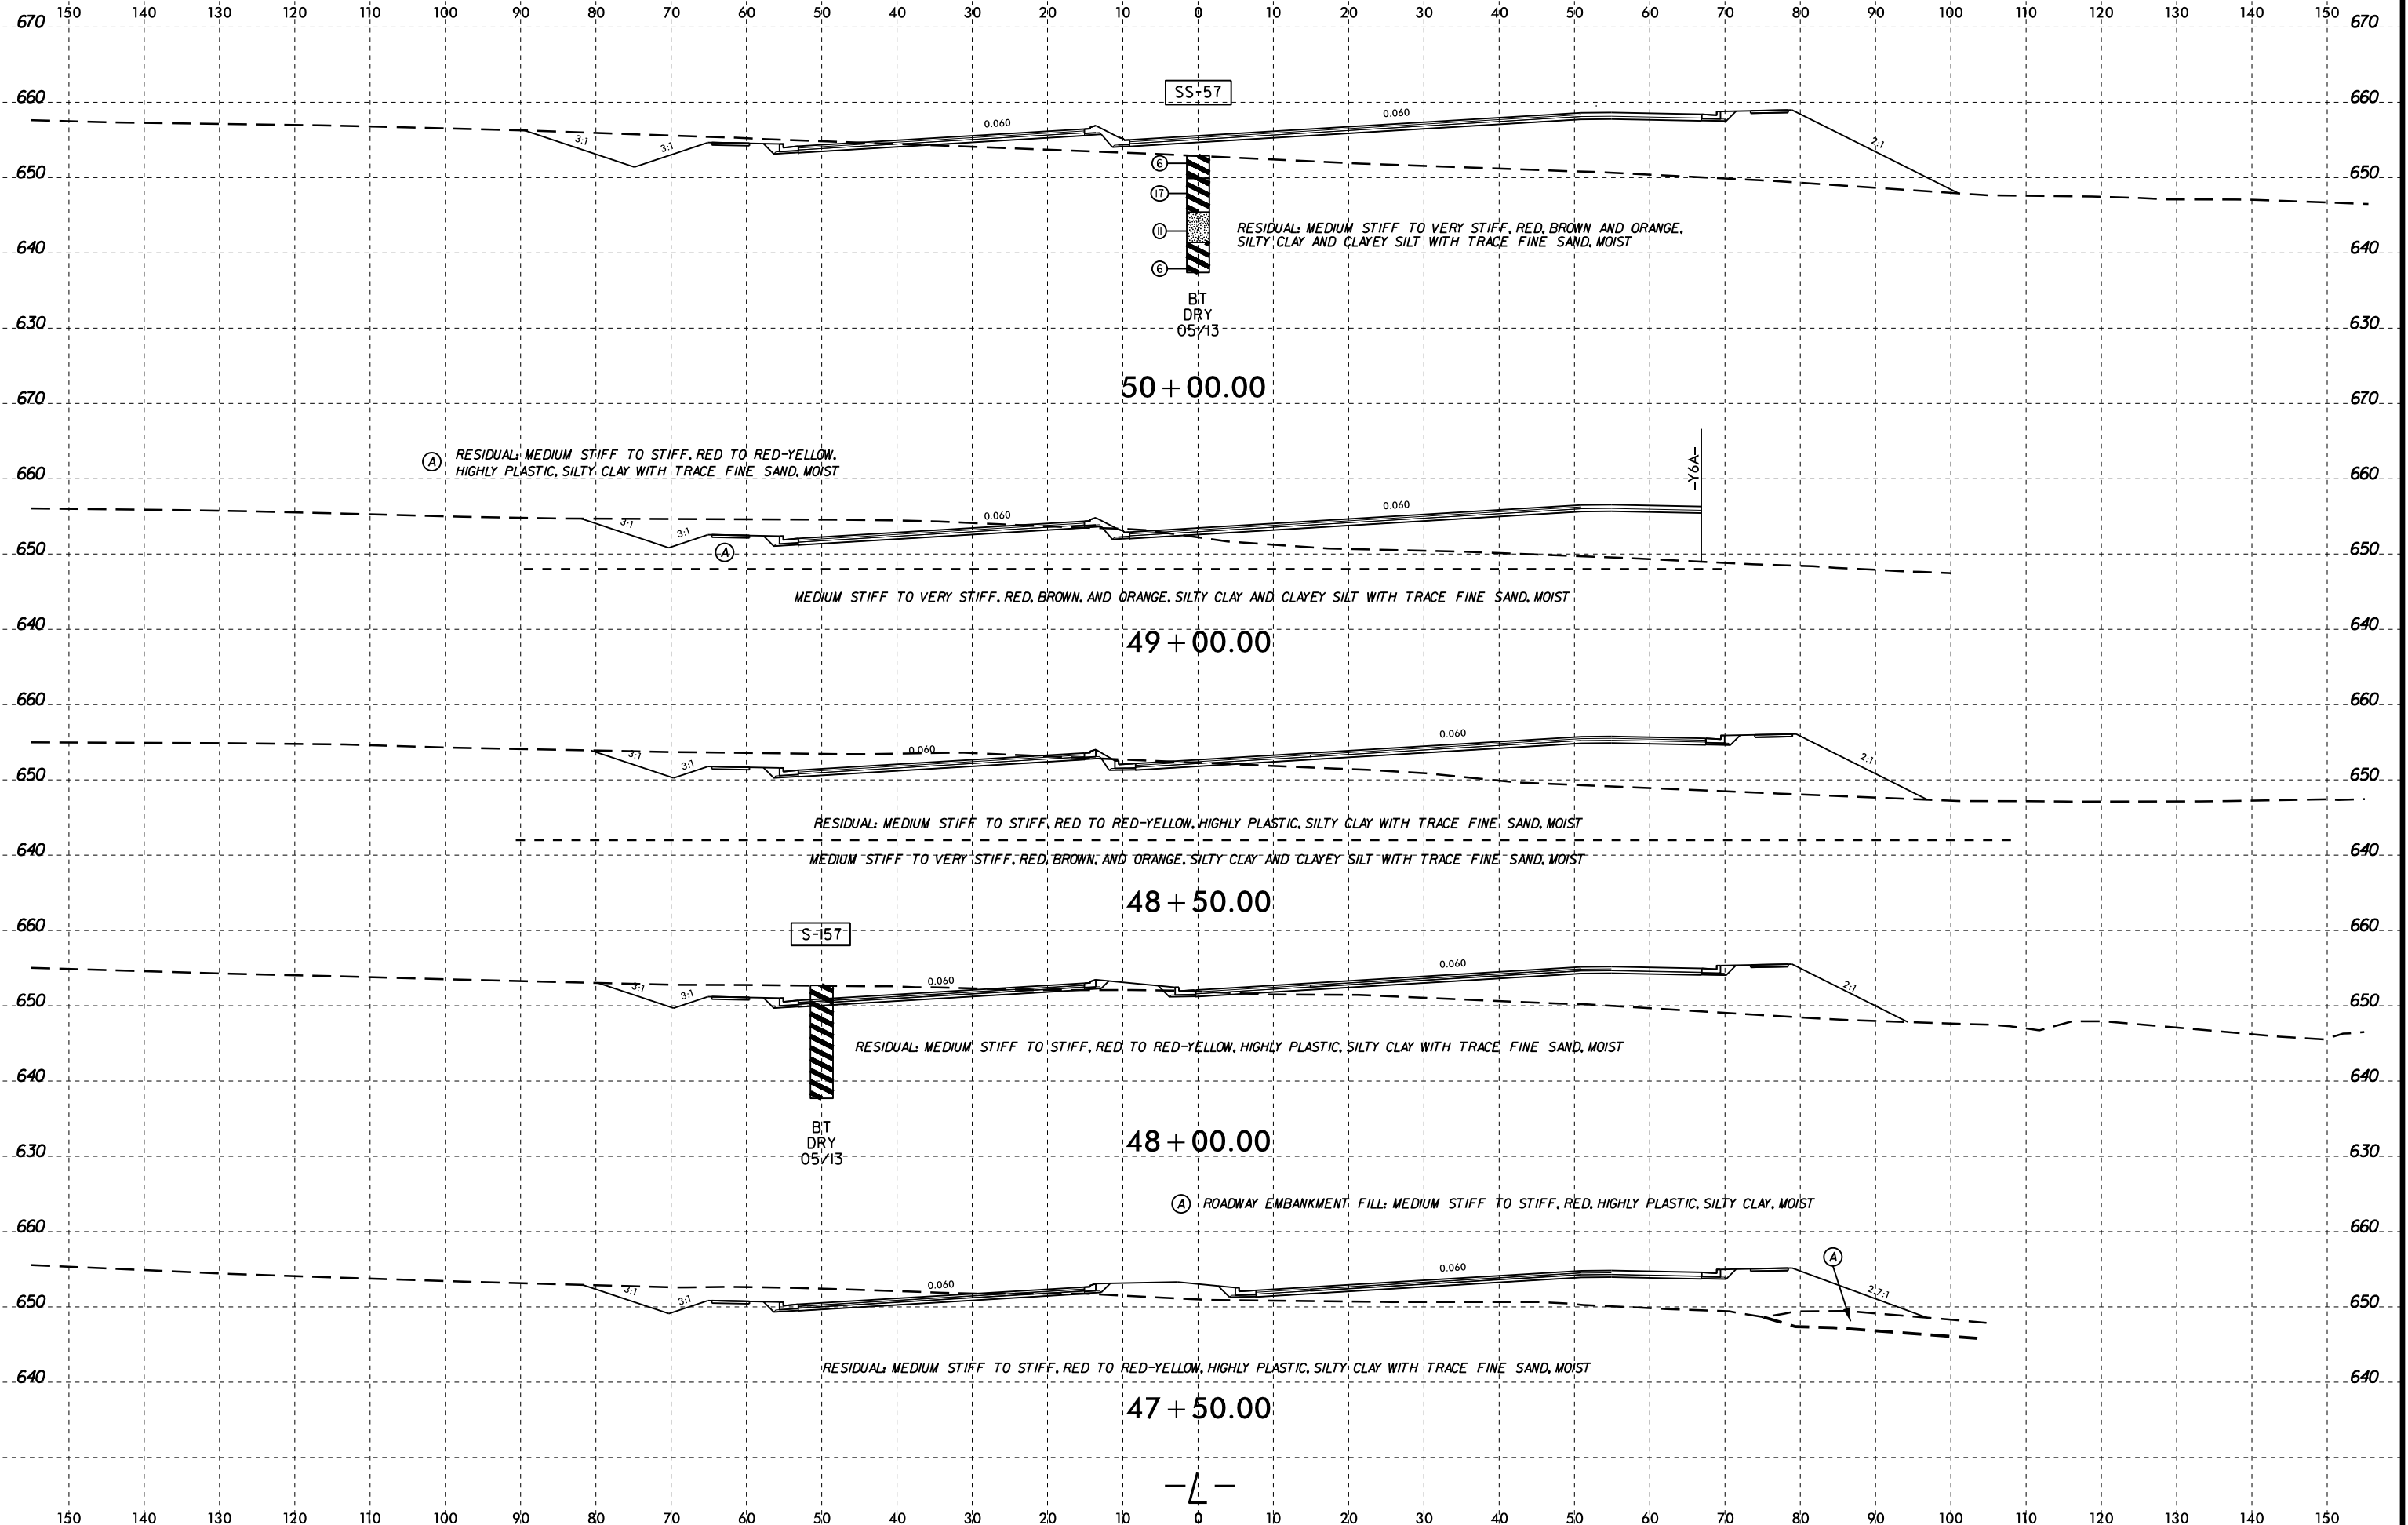 150 140 130 120 110 100 90 80 70 60 50 40 30 20 10 0 10 20 30 40 50 60 70 80 90 100 110 120 130 140 150
670 670
SS-57
660 660
0.060 0.060
3:1 3:1 2:1
650 650
6
17
11
6
RESIDUAL: MEDIUM STIFF TO VERY STIFF, RED, BROWN AND ORANGE,
SILTY CLAY AND CLAYEY SILT WITH TRACE FINE SAND, MOIST
640 640
BT
DRY
05/13
630 630
50+00.00
670 670
A RESIDUAL: MEDIUM STIFF TO STIFF, RED TO RED-YELLOW,
HIGHLY PLASTIC, SILTY CLAY WITH TRACE FINE SAND, MOIST
-Y6A-
660 660
0.060 0.060
3:1 3:1
A
650 650
MEDIUM STIFF TO VERY STIFF, RED, BROWN, AND ORANGE, SILTY CLAY AND CLAYEY SILT WITH TRACE FINE SAND, MOIST
640 640
49+00.00
660 660
0.060 0.060
3:1 3:1 2:1
650 650
RESIDUAL: MEDIUM STIFF TO STIFF, RED TO RED-YELLOW, HIGHLY PLASTIC, SILTY CLAY WITH TRACE FINE SAND, MOIST
640 640
MEDIUM STIFF TO VERY STIFF, RED, BROWN, AND ORANGE, SILTY CLAY AND CLAYEY SILT WITH TRACE FINE SAND, MOIST
48+50.00
660 660
S-157
0.060 0.060
3:1 3:1 2:1
650 650
RESIDUAL: MEDIUM STIFF TO STIFF, RED TO RED-YELLOW, HIGHLY PLASTIC, SILTY CLAY WITH TRACE FINE SAND, MOIST
640 640
BT
DRY
05/13
48+00.00
630 630
A ROADWAY EMBANKMENT FILL: MEDIUM STIFF TO STIFF, RED, HIGHLY PLASTIC, SILTY CLAY, MOIST
660 660
A
0.060 0.060
3:1 3:1 2.7:1
650 650
RESIDUAL: MEDIUM STIFF TO STIFF, RED TO RED-YELLOW, HIGHLY PLASTIC, SILTY CLAY WITH TRACE FINE SAND, MOIST
640 640
47+50.00
-L-
150 140 130 120 110 100 90 80 70 60 50 40 30 20 10 0 10 20 30 40 50 60 70 80 90 100 110 120 130 140 150